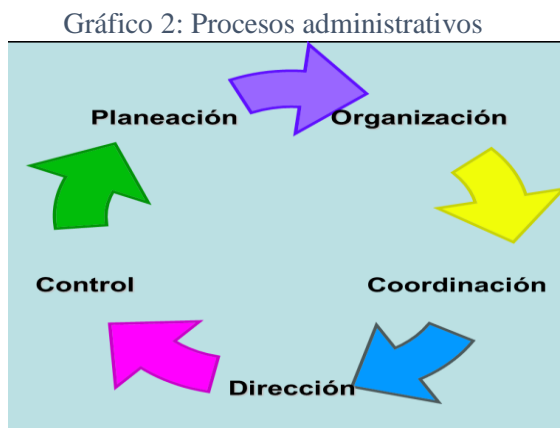 Gráfico 2: Procesos administrativos
Planeación
Organización
Control
Coordinación
Dirección